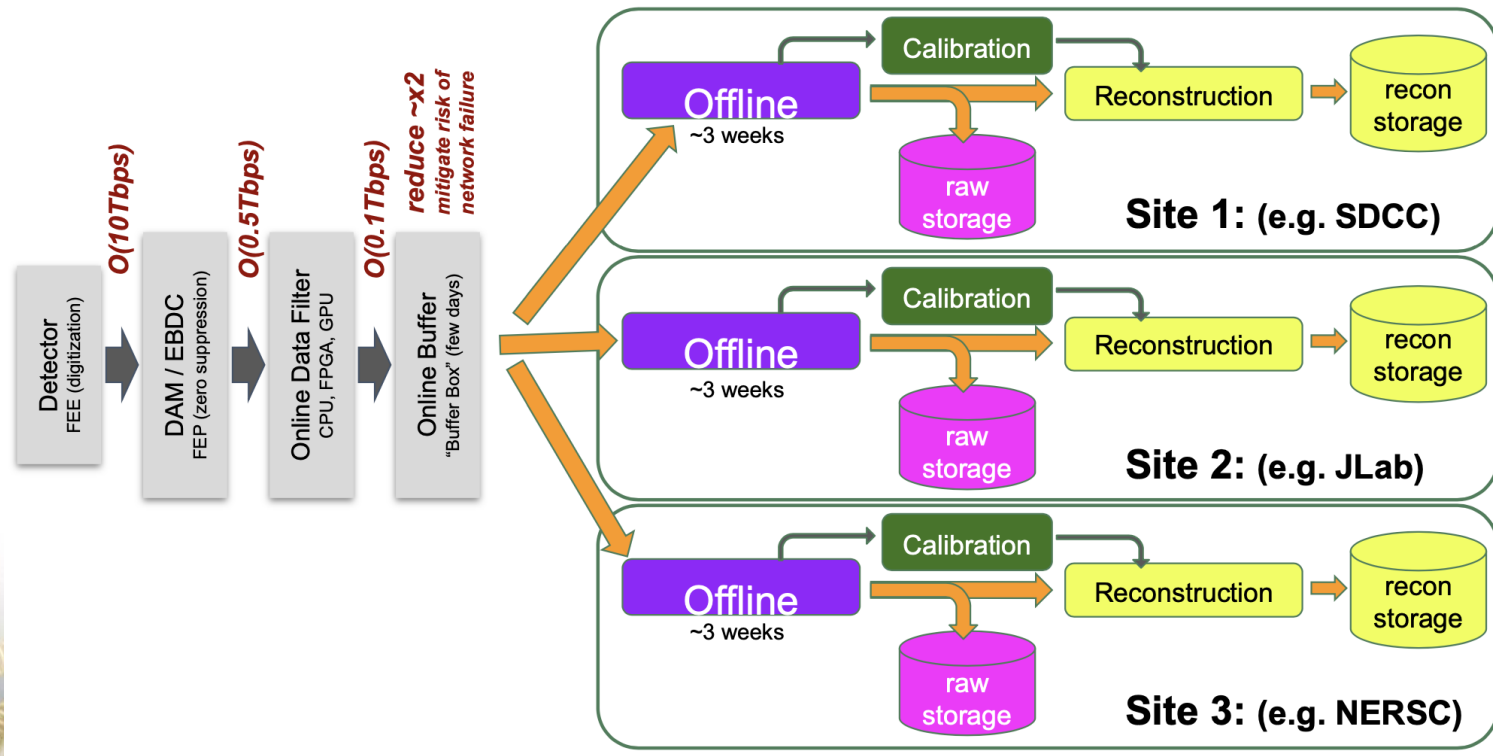 Detector
FEE (digitization)
O(10Tbps)
DAM / EBDC
FEP (zero suppression)
O(0.5Tbps)
Online Data Filter
CPU, FPGA, GPU
O(0.1Tbps)
Online Buffer
“Buffer Box” (few days)
reduce ~x2
mitigate risk of
network failure
Offline
~3 weeks
Calibration
raw
storage
Reconstruction
recon
storage
Site 1: (e.g. SDCC)
Offline
~3 weeks
Calibration
raw
storage
Reconstruction
recon
storage
Site 2: (e.g. JLab)
Offline
~3 weeks
Calibration
raw
storage
Reconstruction
recon
storage
Site 3: (e.g. NERSC)